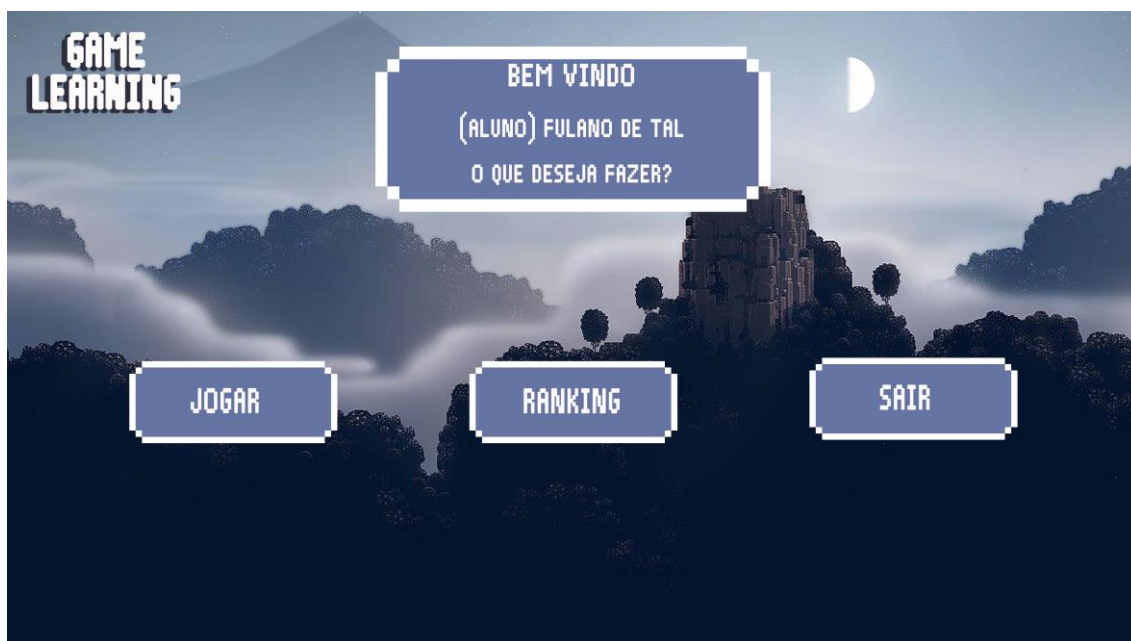 GAME
LEARNING
BEM VINDO
(ALUNO) FULANO DE TAL
O QUE DESEJA FAZER?
JOGAR
RANKING
SAIR